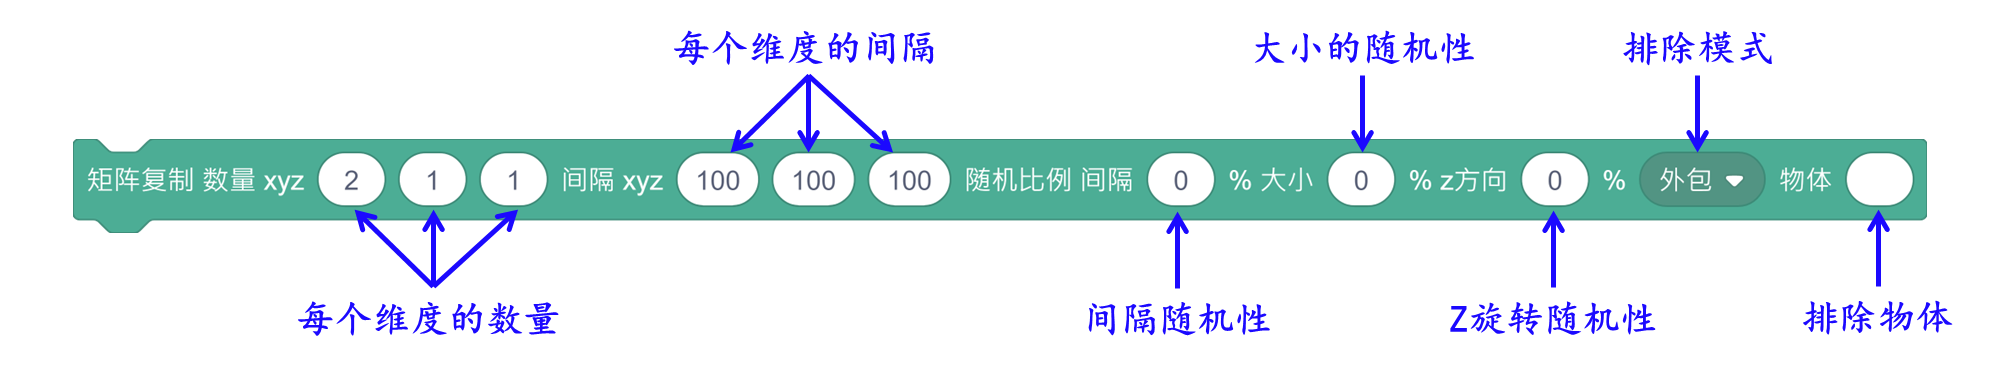 每个维度的间隔 大小的随机性 排除模式
矩阵复制 数量 xyz 2 1 1 间隔 xyz 100 100 100 随机比例 间隔 0 % 大小 0 % z方向 0 % 外包 物体
每个维度的数量 间隔随机性 Z旋转随机性 排除物体